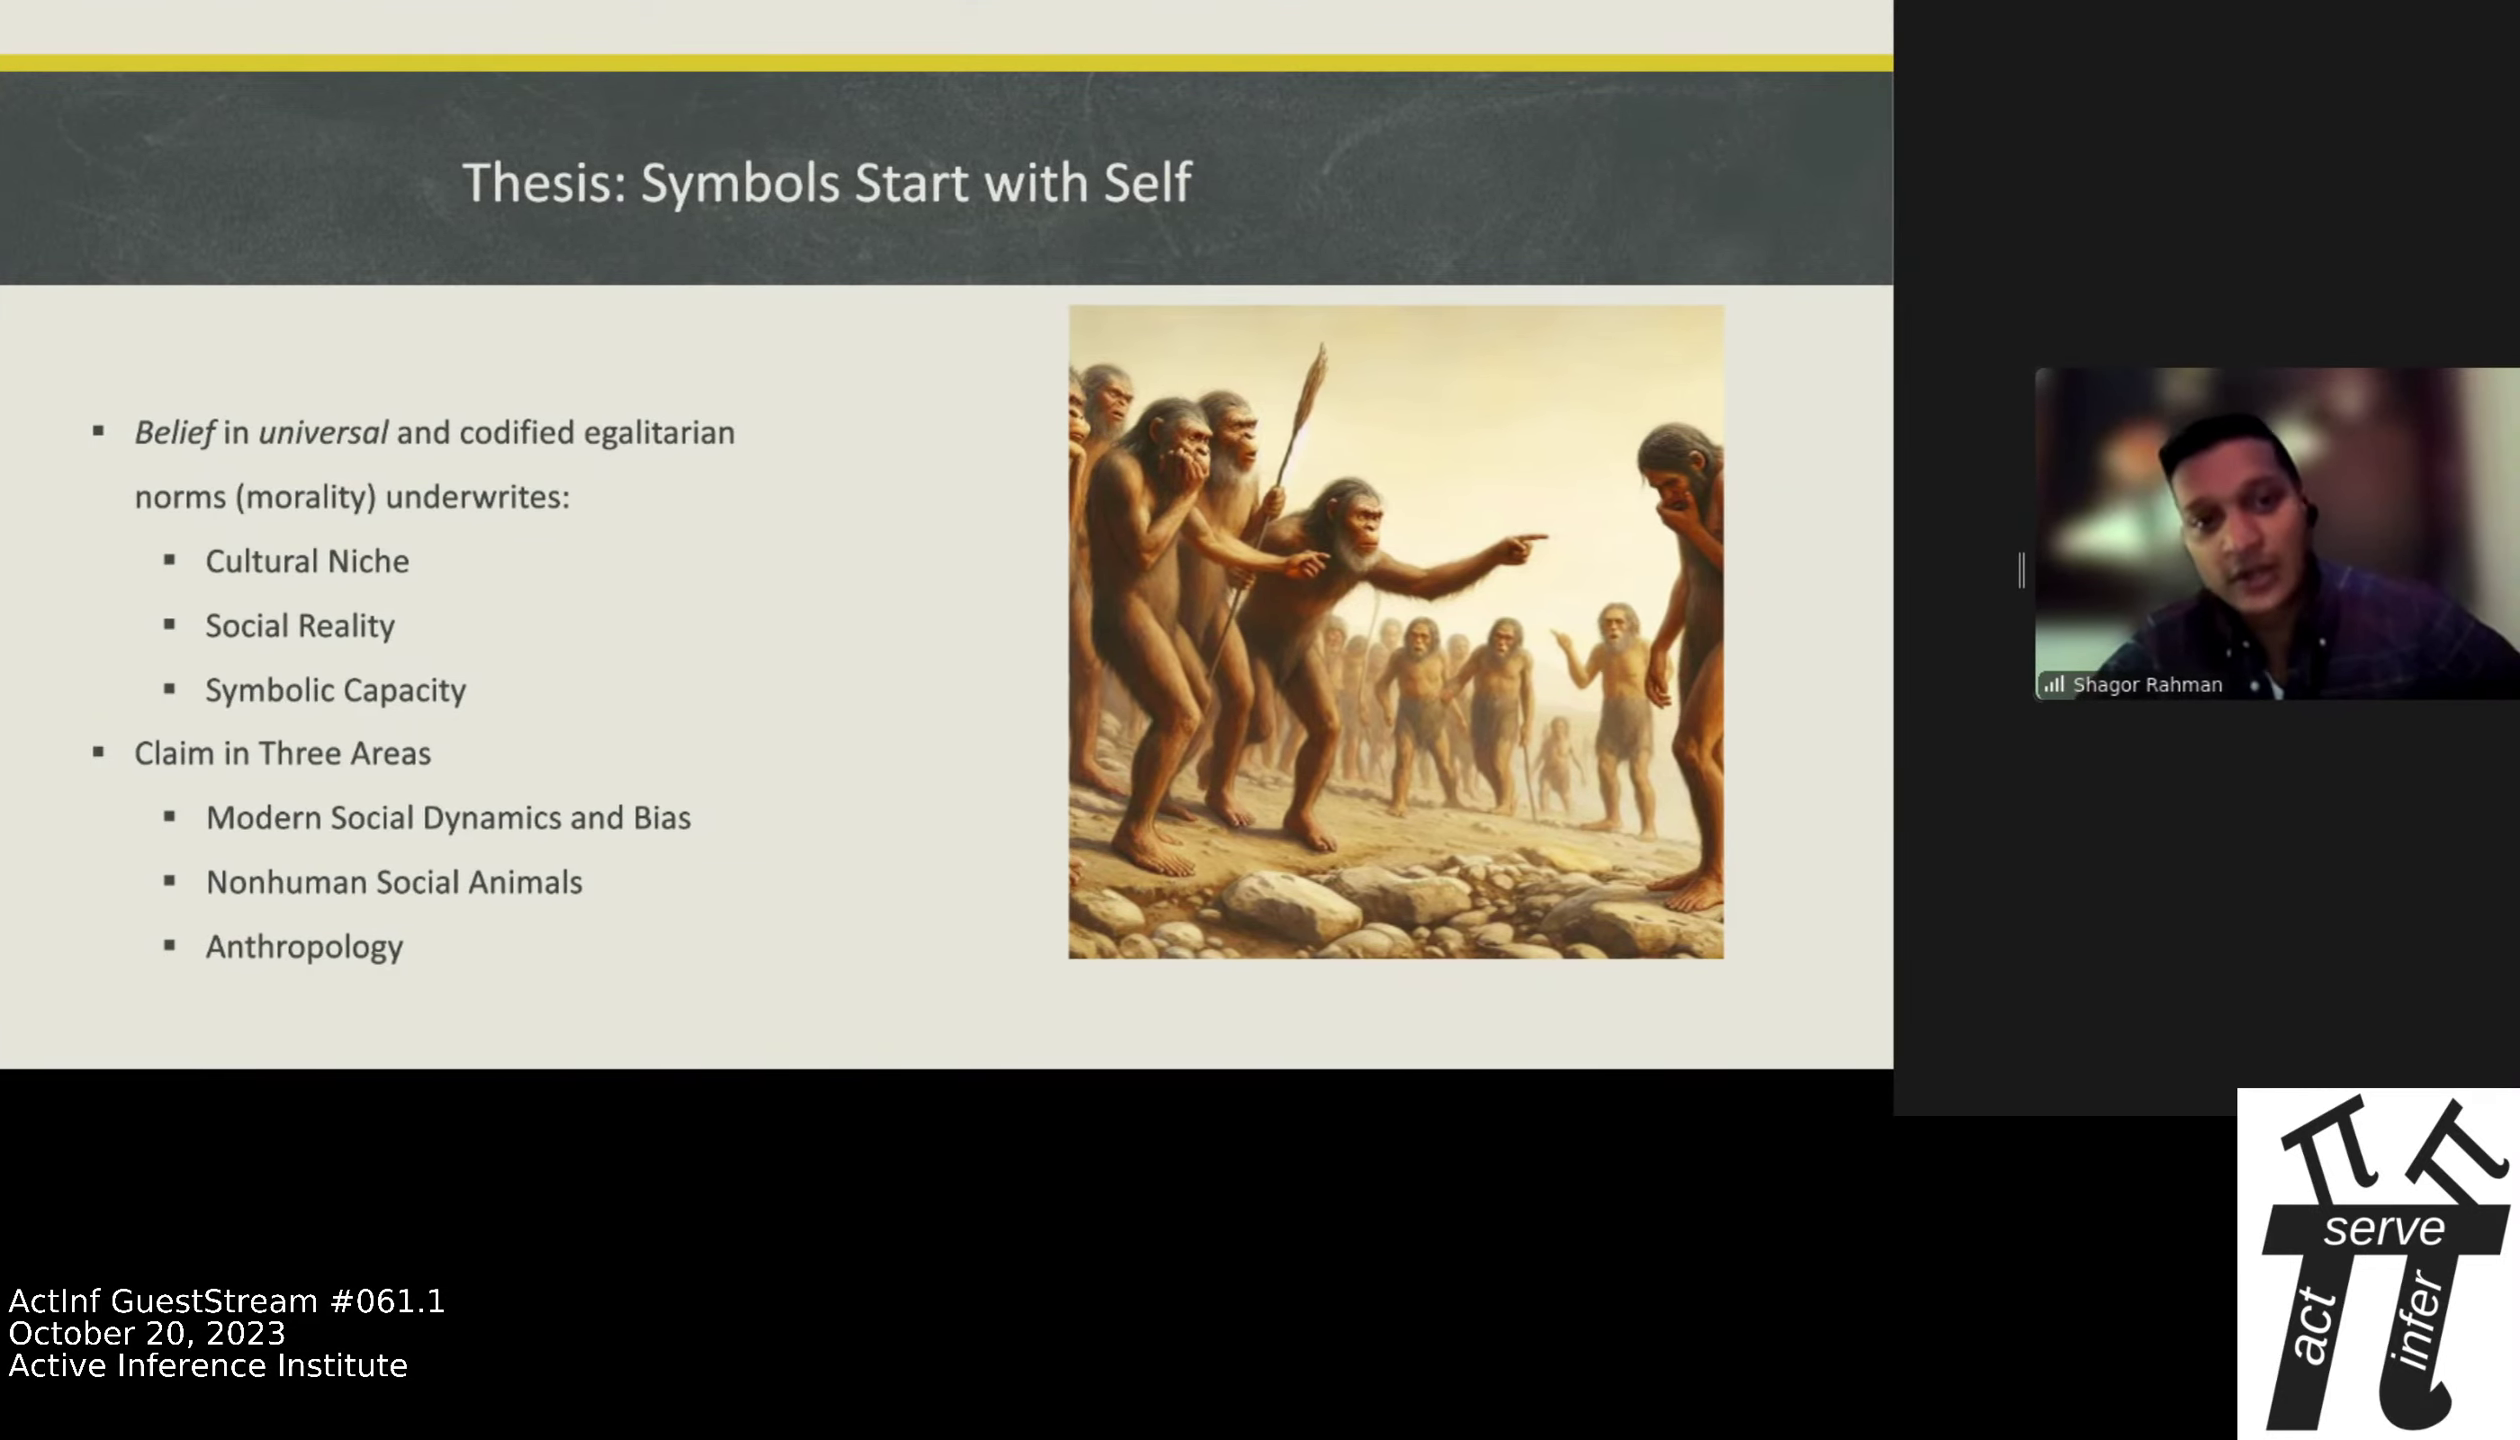 Thesis: Symbols Start with Self
▪ Belief in universal and codified egalitarian
norms (morality) underwrites:
▪ Cultural Niche
▪ Social Reality
▪ Symbolic Capacity
▪ Claim in Three Areas
▪ Modern Social Dynamics and Bias
▪ Nonhuman Social Animals
▪ Anthropology
Shagor Rahman
ActInf GuestStream #061.1
October 20, 2023
Active Inference Institute
serve
act
infer